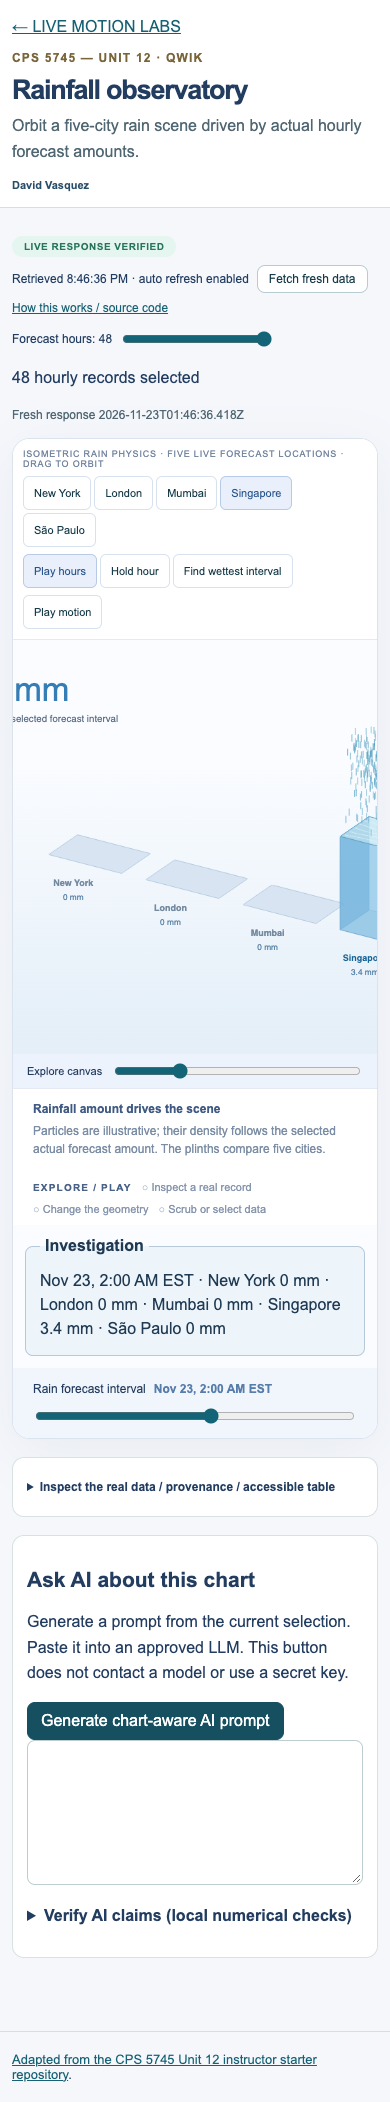 ← LIVE MOTION LABS
CPS 5745 — UNIT 12 · QWIK
Rainfall observatory
Orbit a five-city rain scene driven by actual hourly
forecast amounts.
David Vasquez
LIVE RESPONSE VERIFIED
Retrieved 8:46:36 PM · auto refresh enabled
Fetch fresh data
How this works / source code
Forecast hours: 48
48 hourly records selected
Fresh response 2026-11-23T01:46:36.418Z
ISOMETRIC RAIN PHYSICS · FIVE LIVE FORECAST LOCATIONS ·
DRAG TO ORBIT
New York
London
Mumbai
Singapore
São Paulo
Play hours
Hold hour
Find wettest interval
Play motion
mm
selected forecast interval
New York
0 mm
London
0 mm
Mumbai
0 mm
Singapo
3.4 mm
Explore canvas
Rainfall amount drives the scene
Particles are illustrative; their density follows the selected
actual forecast amount. The plinths compare five cities.
EXPLORE / PLAY ○ Inspect a real record
○ Change the geometry ○ Scrub or select data
Investigation
Nov 23, 2:00 AM EST · New York 0 mm ·
London 0 mm · Mumbai 0 mm · Singapore
3.4 mm · São Paulo 0 mm
Rain forecast interval Nov 23, 2:00 AM EST
▶ Inspect the real data / provenance / accessible table
Ask AI about this chart
Generate a prompt from the current selection.
Paste it into an approved LLM. This button
does not contact a model or use a secret key.
Generate chart-aware AI prompt
▶ Verify AI claims (local numerical checks)
Adapted from the CPS 5745 Unit 12 instructor starter
repository.